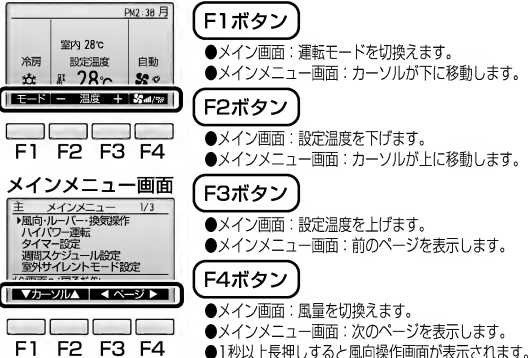 PM2:30 月
室内 28℃
冷房 設定温度 自動
28℃
モード － 温度 ＋
F1 F2 F3 F4
メインメニュー画面
主 メインメニュー 1/3
▶風向・ルーバー・換気操作
ハイパワー運転
タイマー設定
週間スケジュール設定
室外サイレントモード設定
▼カーソル▲ ◀ ページ ▶
F1 F2 F3 F4
F1ボタン
●メイン画面：運転モードを切換えます。
●メインメニュー画面：カーソルが下に移動します。
F2ボタン
●メイン画面：設定温度を下げます。
●メインメニュー画面：カーソルが上に移動します。
F3ボタン
●メイン画面：設定温度を上げます。
●メインメニュー画面：前のページを表示します。
F4ボタン
●メイン画面：風量を切換えます。
●メインメニュー画面：次のページを表示します。
●1秒以上長押しすると風向操作画面が表示されます。